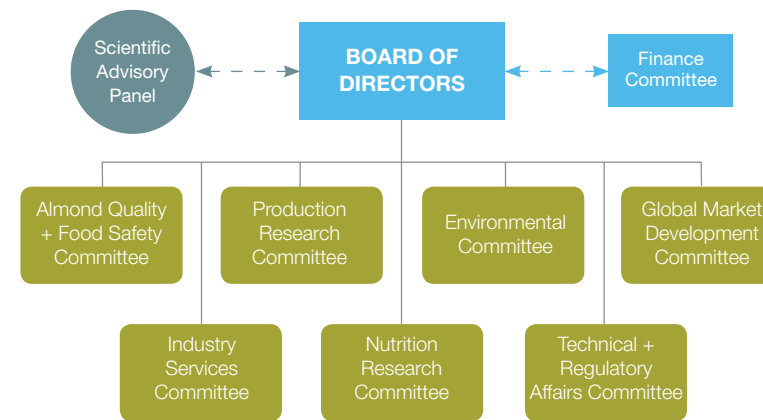 Scientific
Advisory
Panel
BOARD OF
DIRECTORS
Finance
Committee
Almond Quality
+ Food Safety
Committee
Production
Research
Committee
Environmental
Committee
Global Market
Development
Committee
Industry
Services
Committee
Nutrition
Research
Committee
Technical +
Regulatory
Affairs Committee